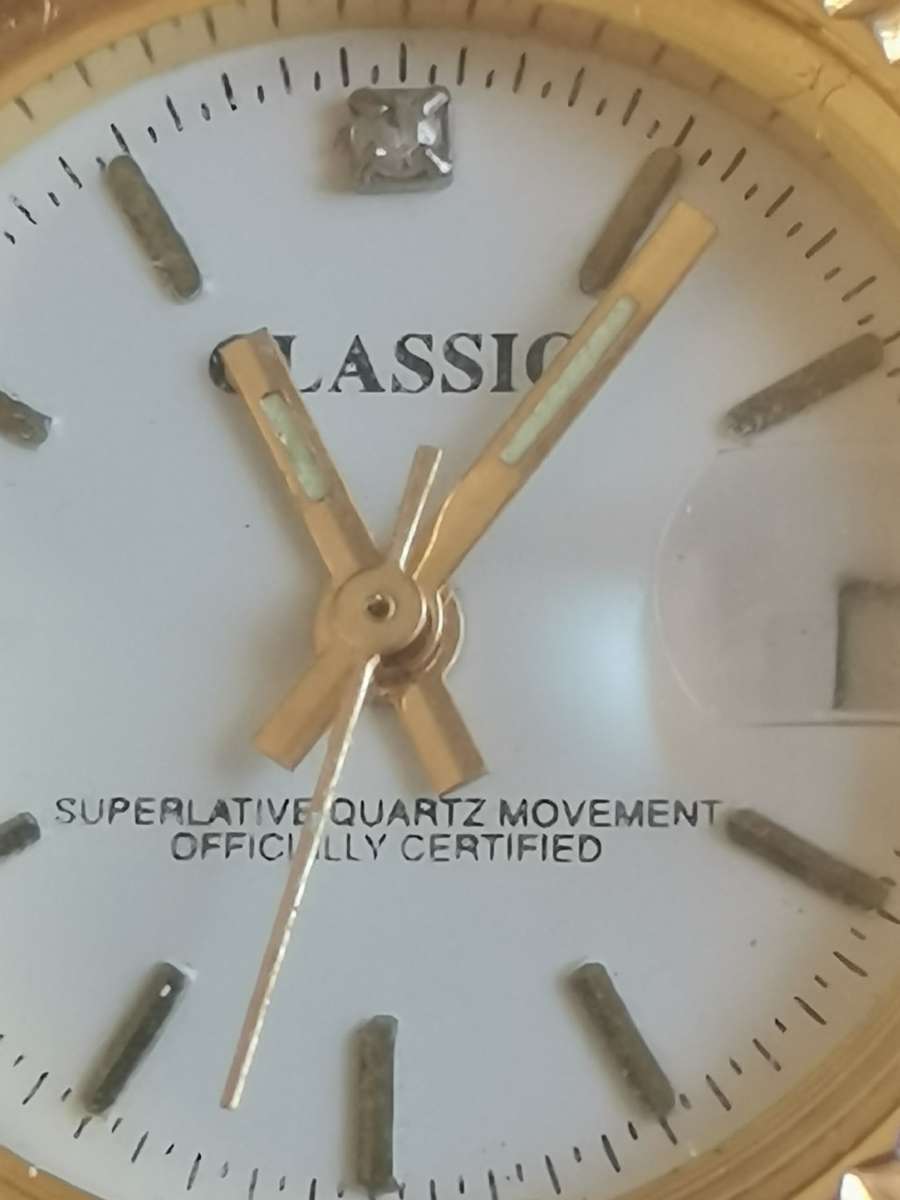 CLASSIC
SUPERLATIVE QUARTZ MOVEMENT
OFFICIALLY CERTIFIED